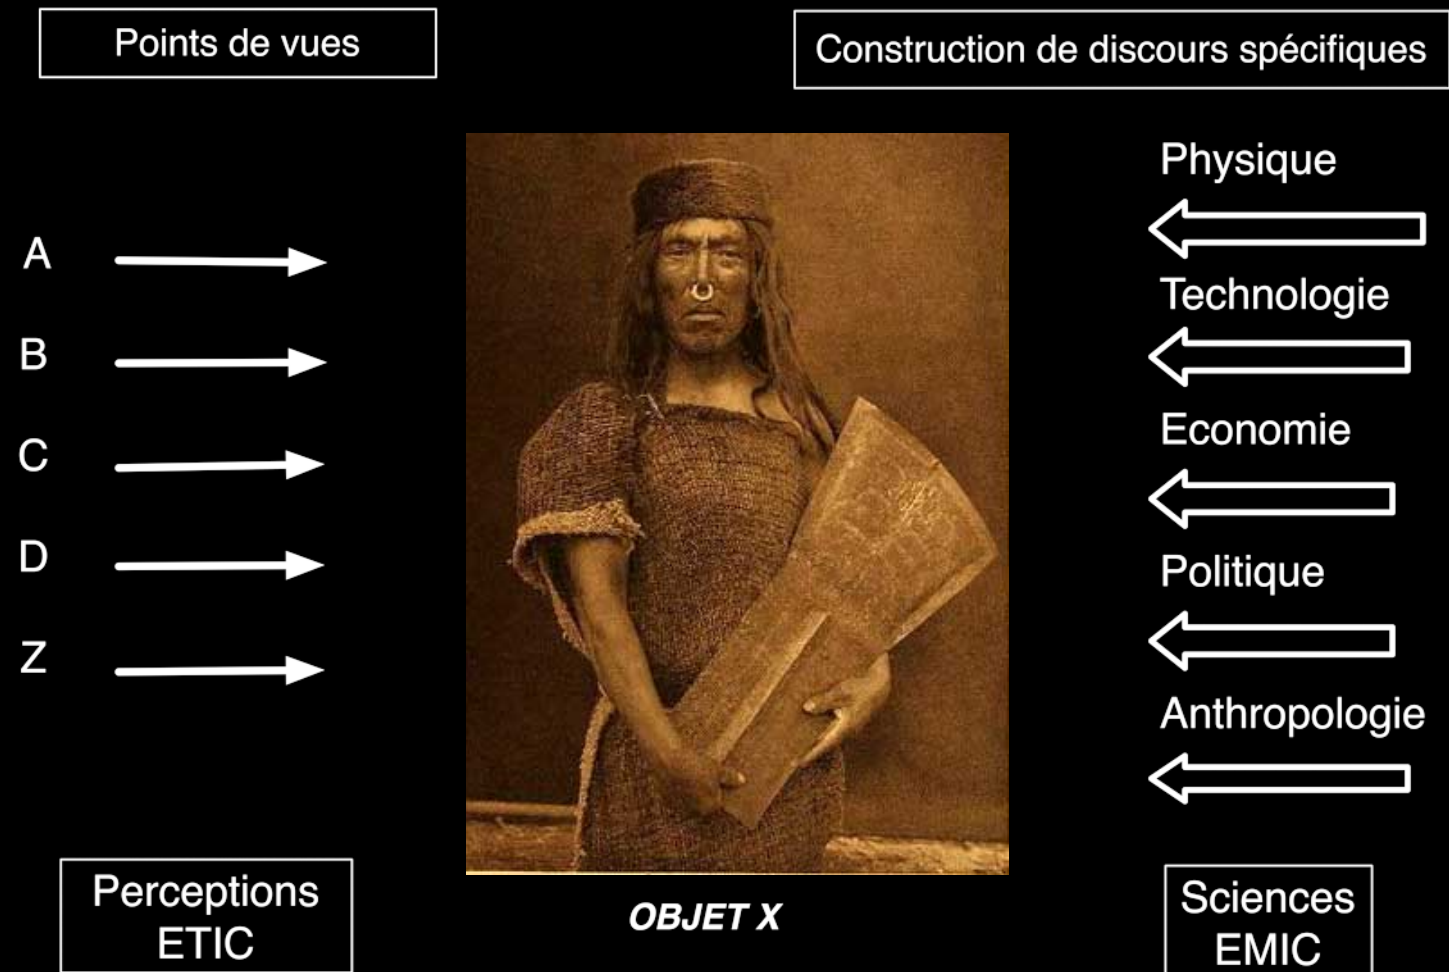 Points de vues
Construction de discours spécifiques
A
B
C
D
Z
Physique
Technologie
Economie
Politique
Anthropologie
Perceptions
ETIC
OBJET X
Sciences
EMIC